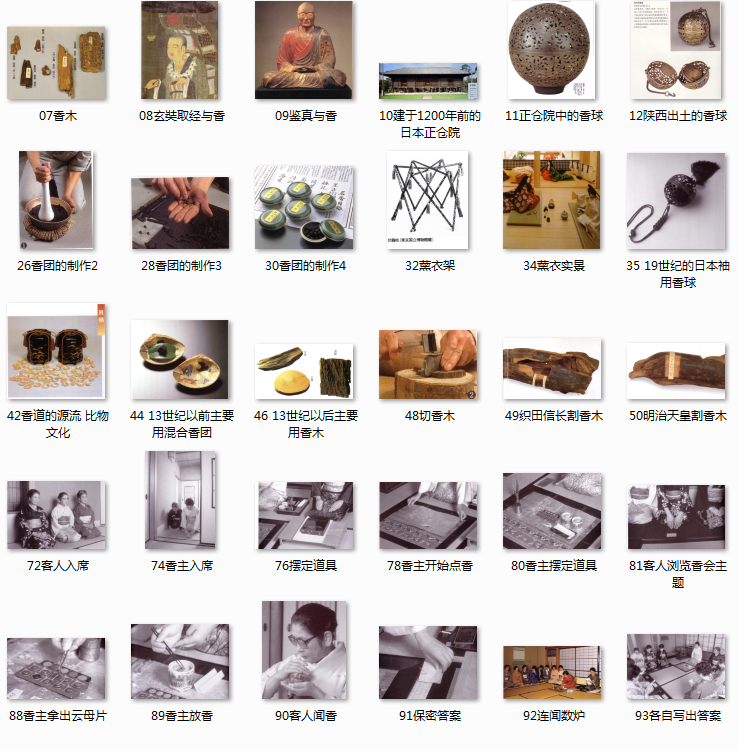 07香木
08玄奘取经与香
09鉴真与香
10建于1200年前的
日本正仓院
11正仓院中的香球
12陕西出土的香球
26香团的制作2
28香团的制作3
30香团的制作4
32薰衣架
34薰衣实景
35 19世纪的日本袖
用香球
42香道的源流 比物
文化
44 13世纪以前主要
用混合香团
46 13世纪以后主要
用香木
48切香木
49织田信长割香木
50明治天皇割香木
72客人入席
74香主入席
76摆定道具
78香主开始点香
80香主摆定道具
81客人浏览香会主
题
88香主拿出云母片
89香主放香
90客人闻香
91保密答案
92连闻数炉
93各自写出答案